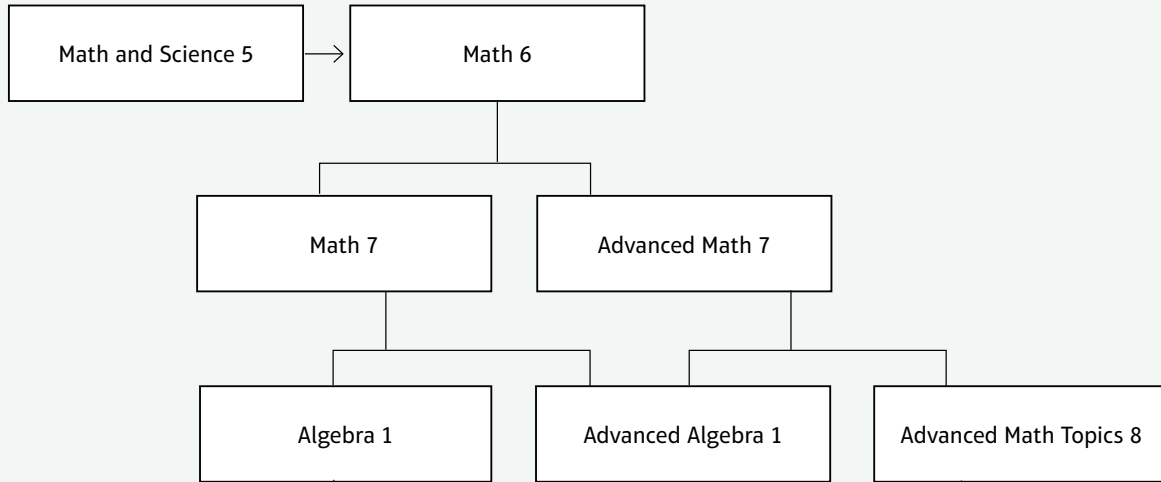 Math and Science 5
Math 6
Math 7
Advanced Math 7
Algebra 1
Advanced Algebra 1
Advanced Math Topics 8